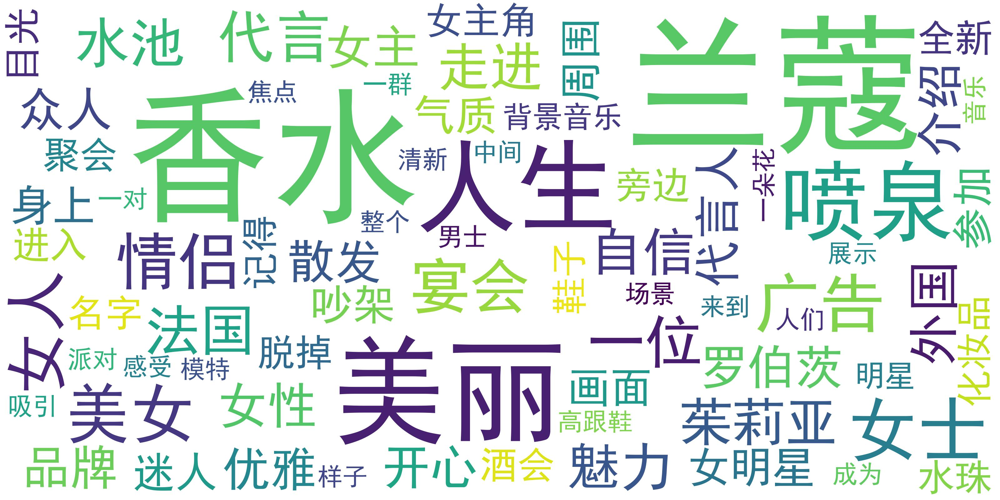 目光
水池
代言
女主
女主角
走进
周围
兰蔻
全新
介绍
音乐
众人
焦点
一群
气质
背景音乐
香水
聚会
清新
中间
人生
旁边
代言人
一朵花
喷泉
参加
身上
一对
整个
男士
自信
展示
进入
情侣
记得
散发
宴会
鞋子
吵架
场景
来到
广告
人们
外国
化妆品
女人
名字
法国
脱掉
美丽
一位
罗伯茨
明星
派对
感受
模特
画面
吸引
美女
女性
高跟鞋
茱莉亚
女士
品牌
迷人
优雅
样子
开心
酒会
魅力
女明星
成为
水珠